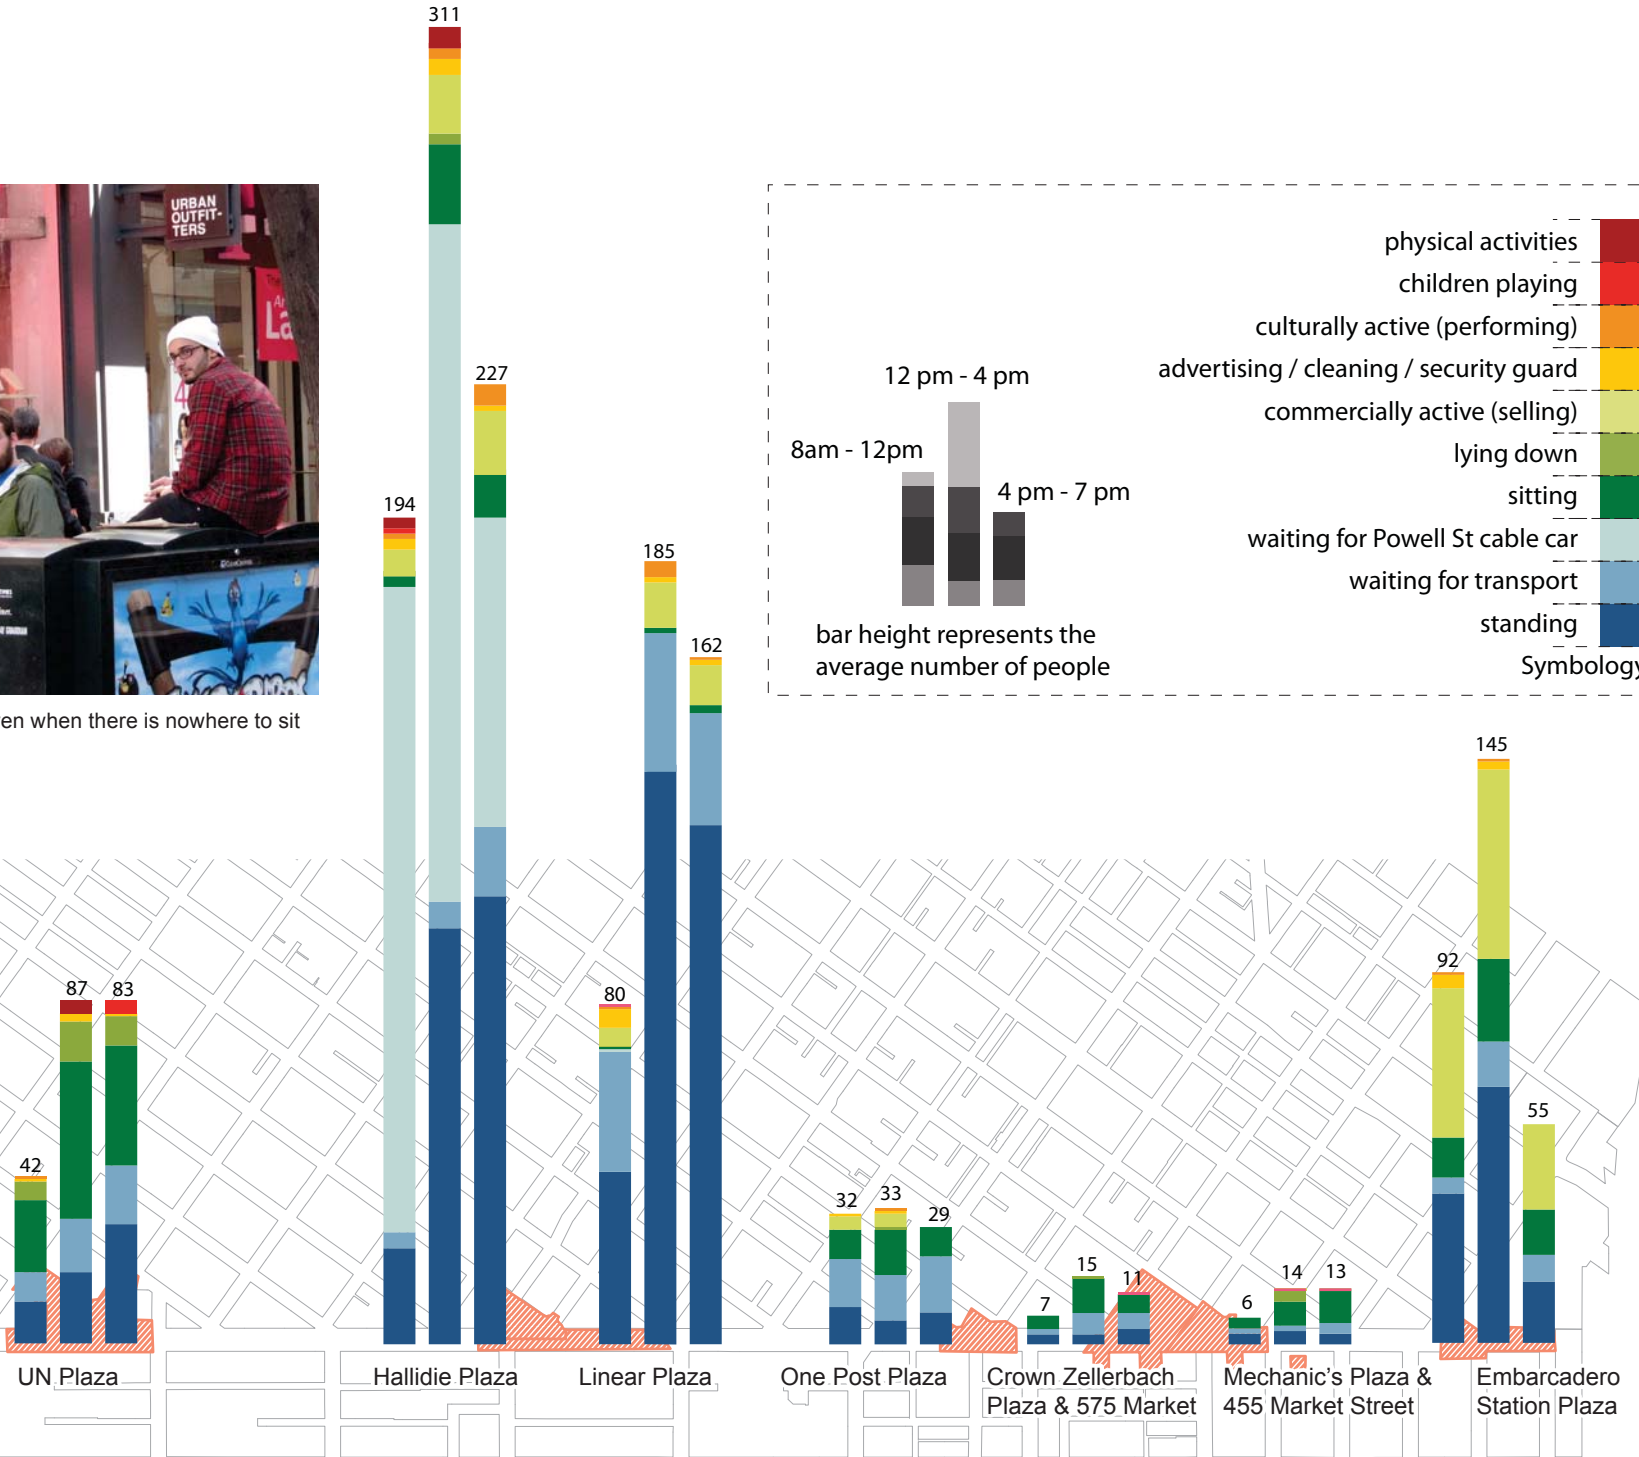 311
URBAN
OUTFIT-
TERS
194
227
185
162
en when there is nowhere to sit
12 pm - 4 pm
8am - 12pm
4 pm - 7 pm
bar height represents the
average number of people
physical activities
children playing
culturally active (performing)
advertising / cleaning / security guard
commercially active (selling)
lying down
sitting
waiting for Powell St cable car
waiting for transport
standing
Symbology
145
92
55
87
83
42
80
32
33
29
7
15
11
6
14
13
UN Plaza
Hallidie Plaza
Linear Plaza
One Post Plaza
Crown Zellerbach
Plaza & 575 Market
Mechanic's Plaza &
455 Market Street
Embarcadero
Station Plaza